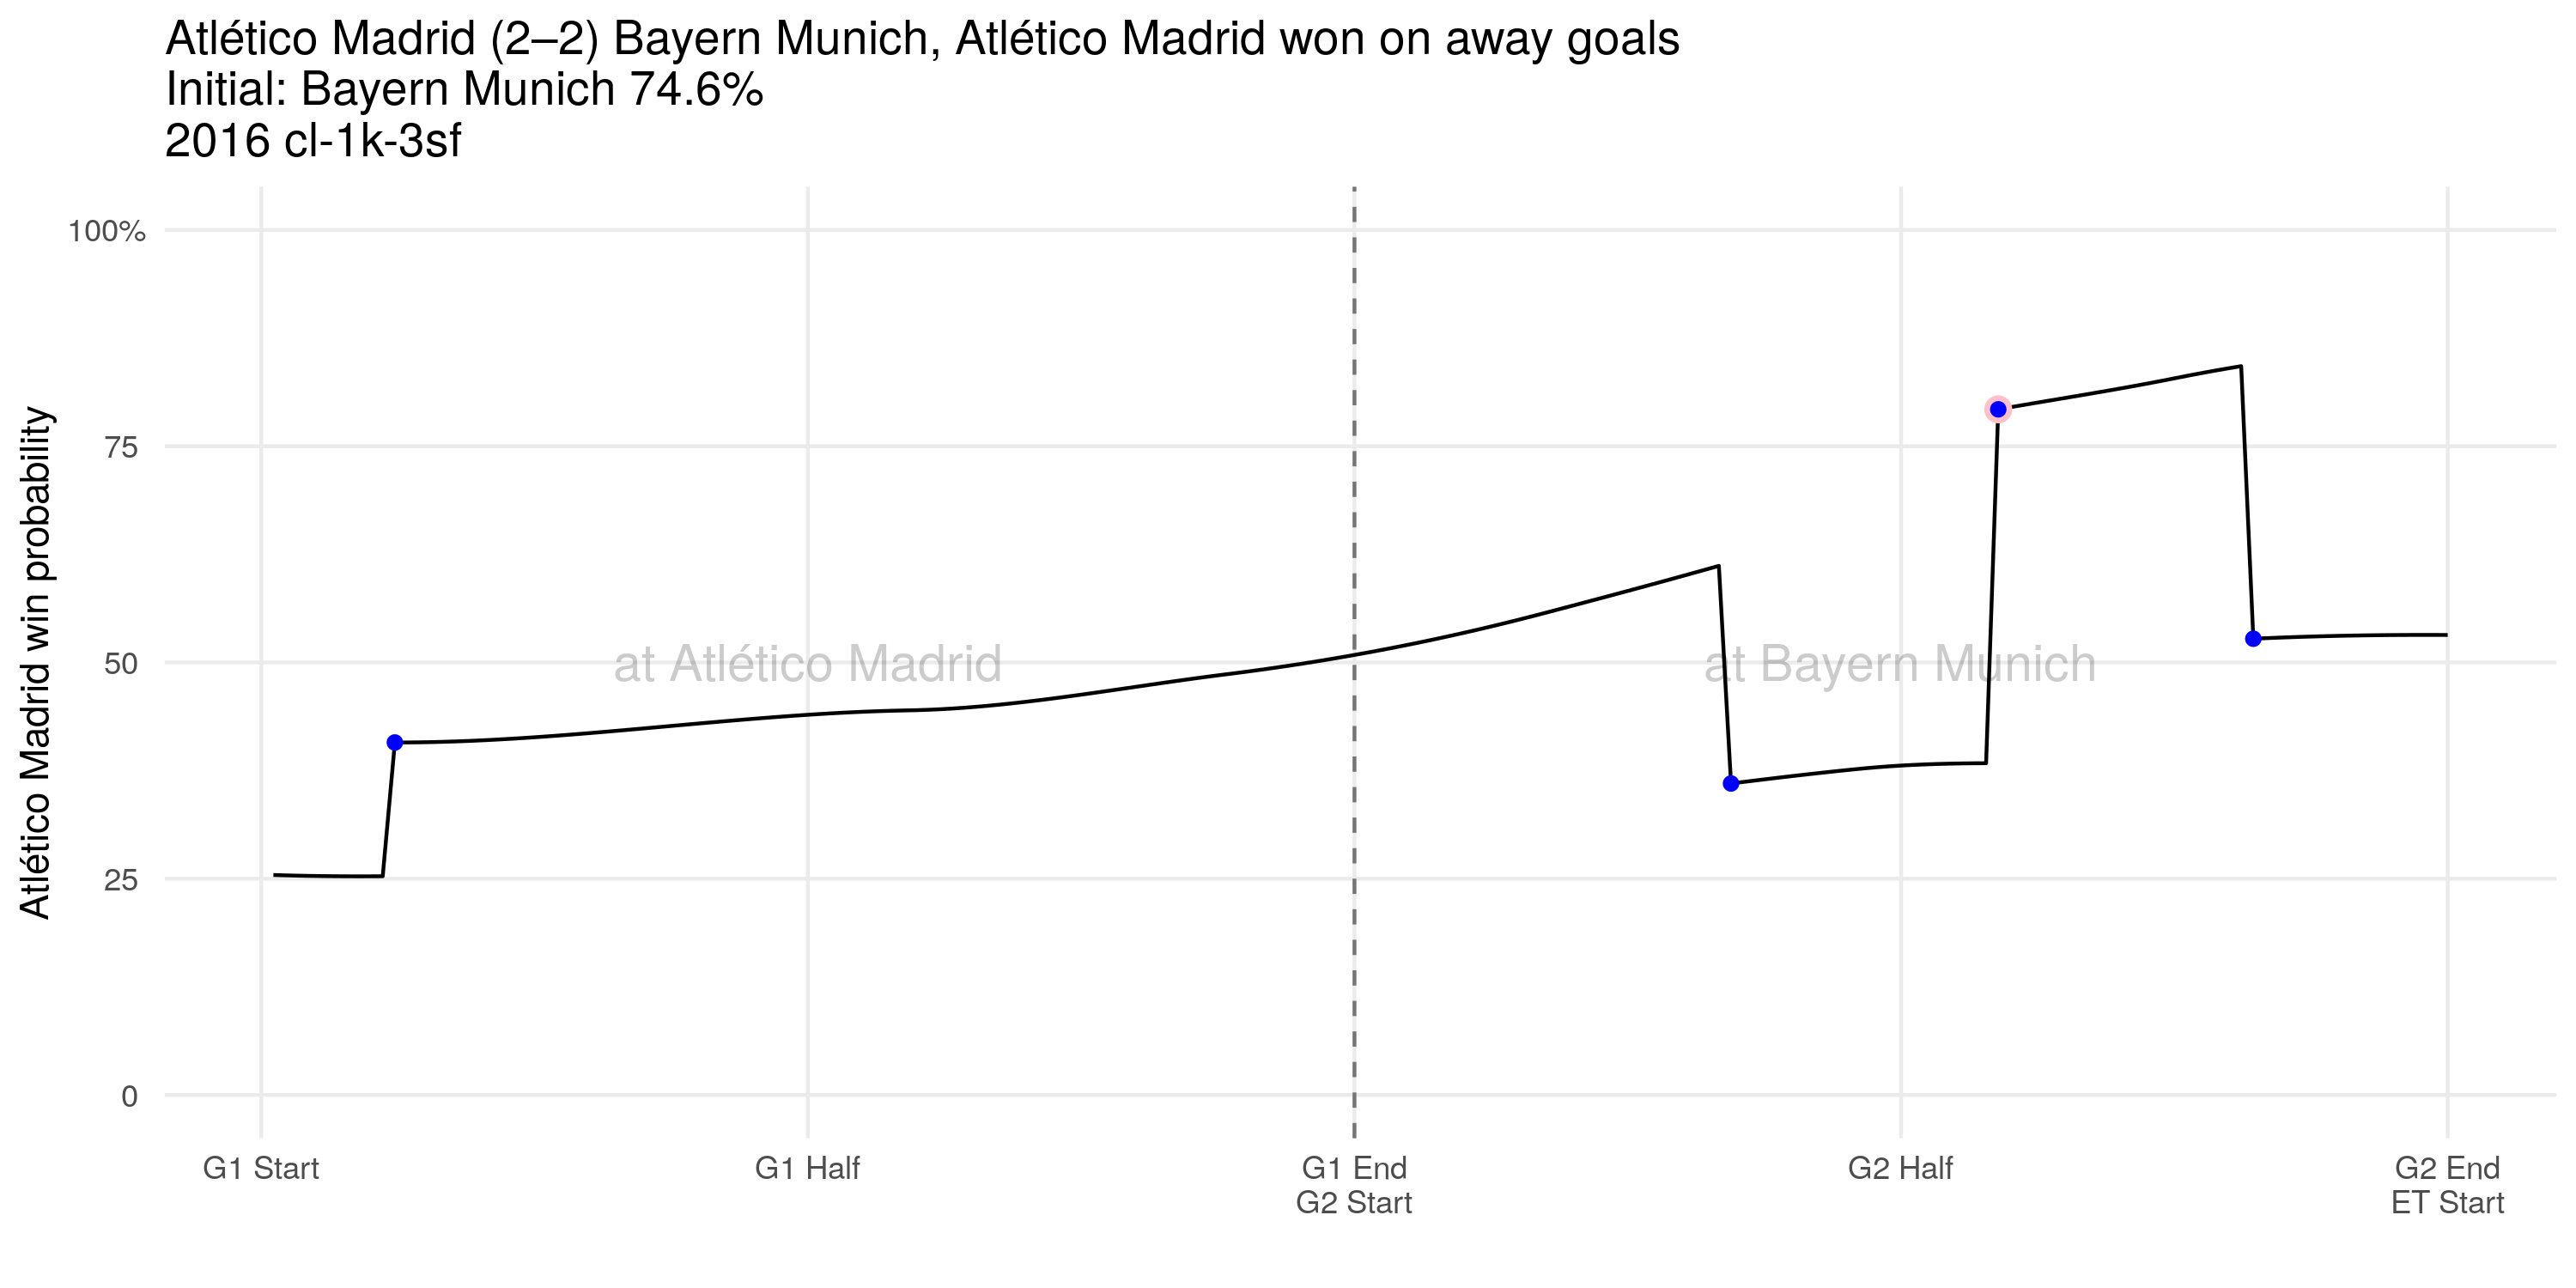 Atlético Madrid (2–2) Bayern Munich, Atlético Madrid won on away goals
Initial: Bayern Munich 74.6%
2016 cl-1k-3sf
Atlético Madrid win probability
100%
75
50
25
0
at Atlético Madrid
at Bayern Munich
G1 Start
G1 Half
G1 End
G2 Start
G2 Half
G2 End
ET Start